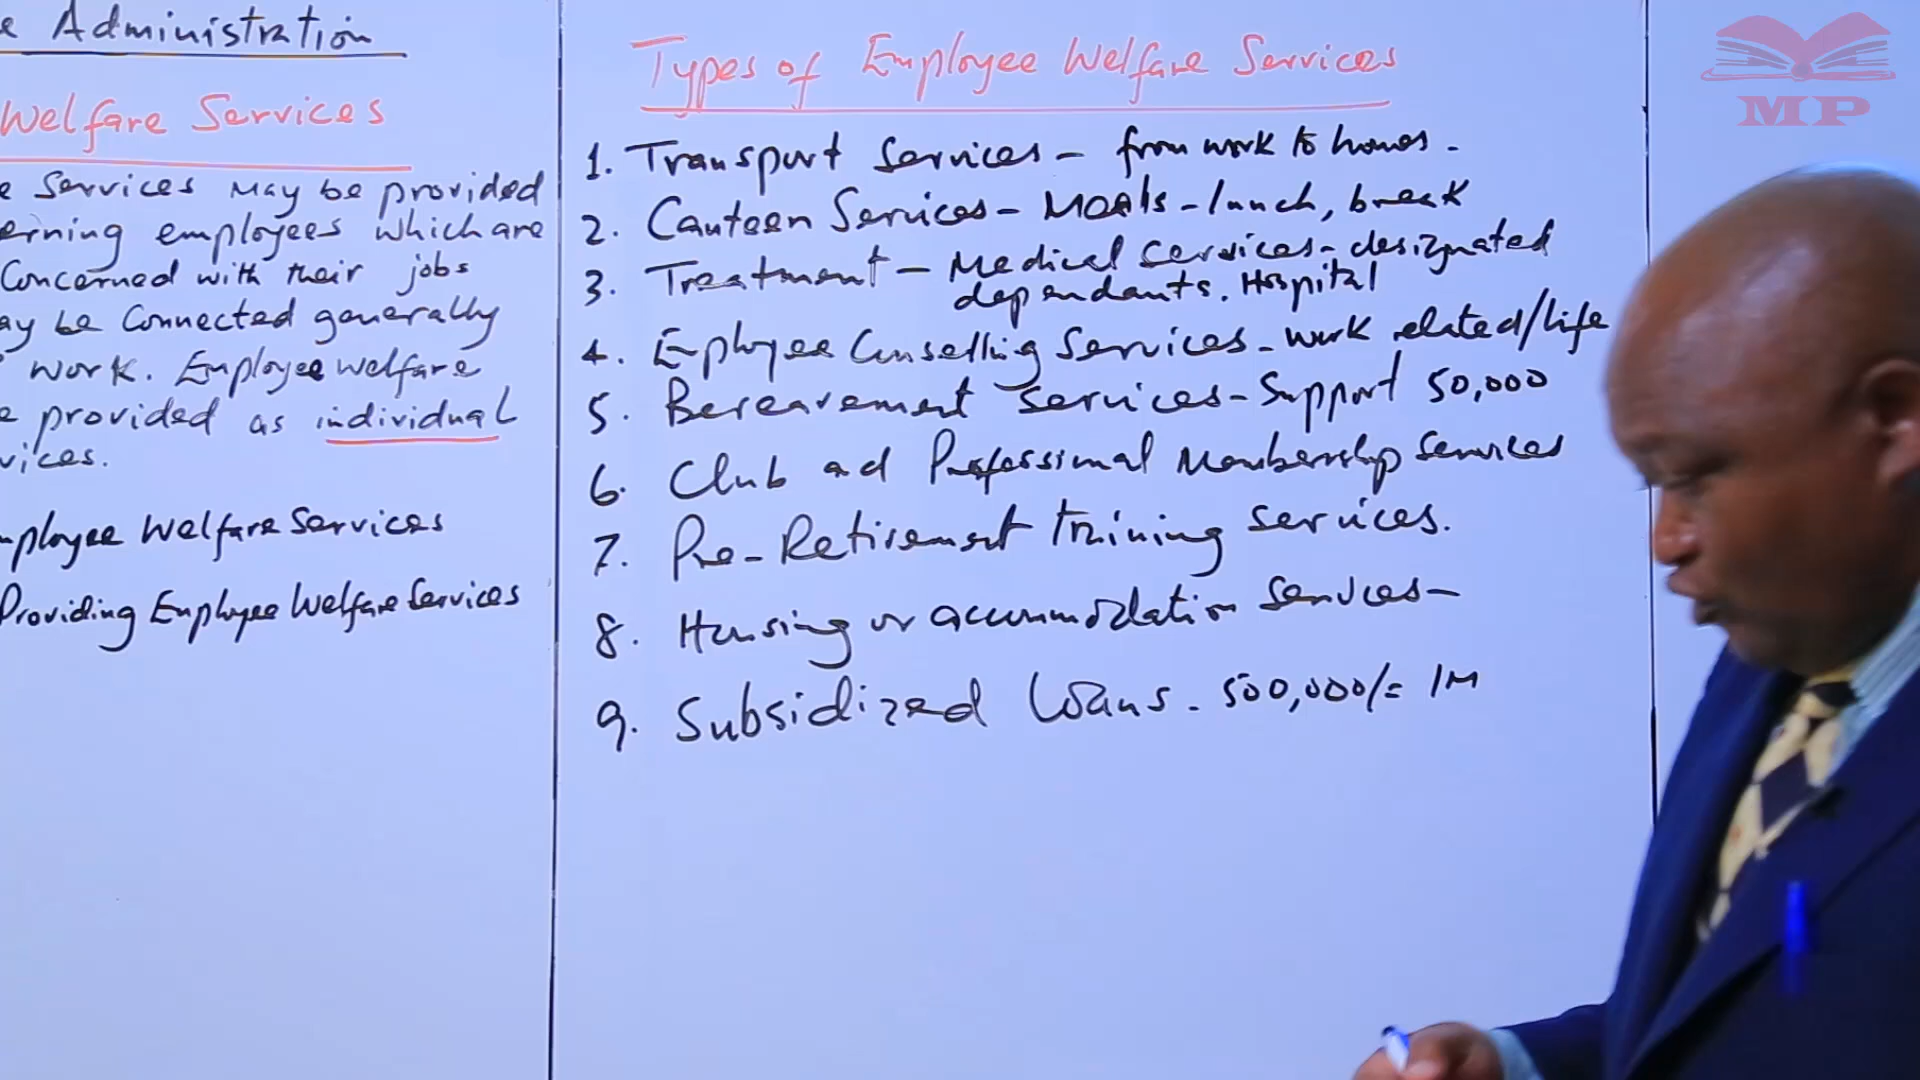 e Administration
Welfare Services
e Services may be provided
erning employees which are
Concerned with their jobs
ay be Connected generally
work. Employee welfare
e provided as individual
vices.
mployee Welfare Services
Providing Employee Welfare Services
Types of Employee Welfare Services
1. Transport Services - from work to homes -
2. Canteen Services - Meals - lunch, break
3. Treatment - Medical services - designated
dependants. Hospital
4. Employee Counselling Services - work related/life
5. Bereavement Services - Support 50,000
6. Club ad Professional Membership Services
7. Pre-Retirement Training services.
8. Housing or accommodation Services -
9. Subsidized Loans - 500,000/= 1M
MP